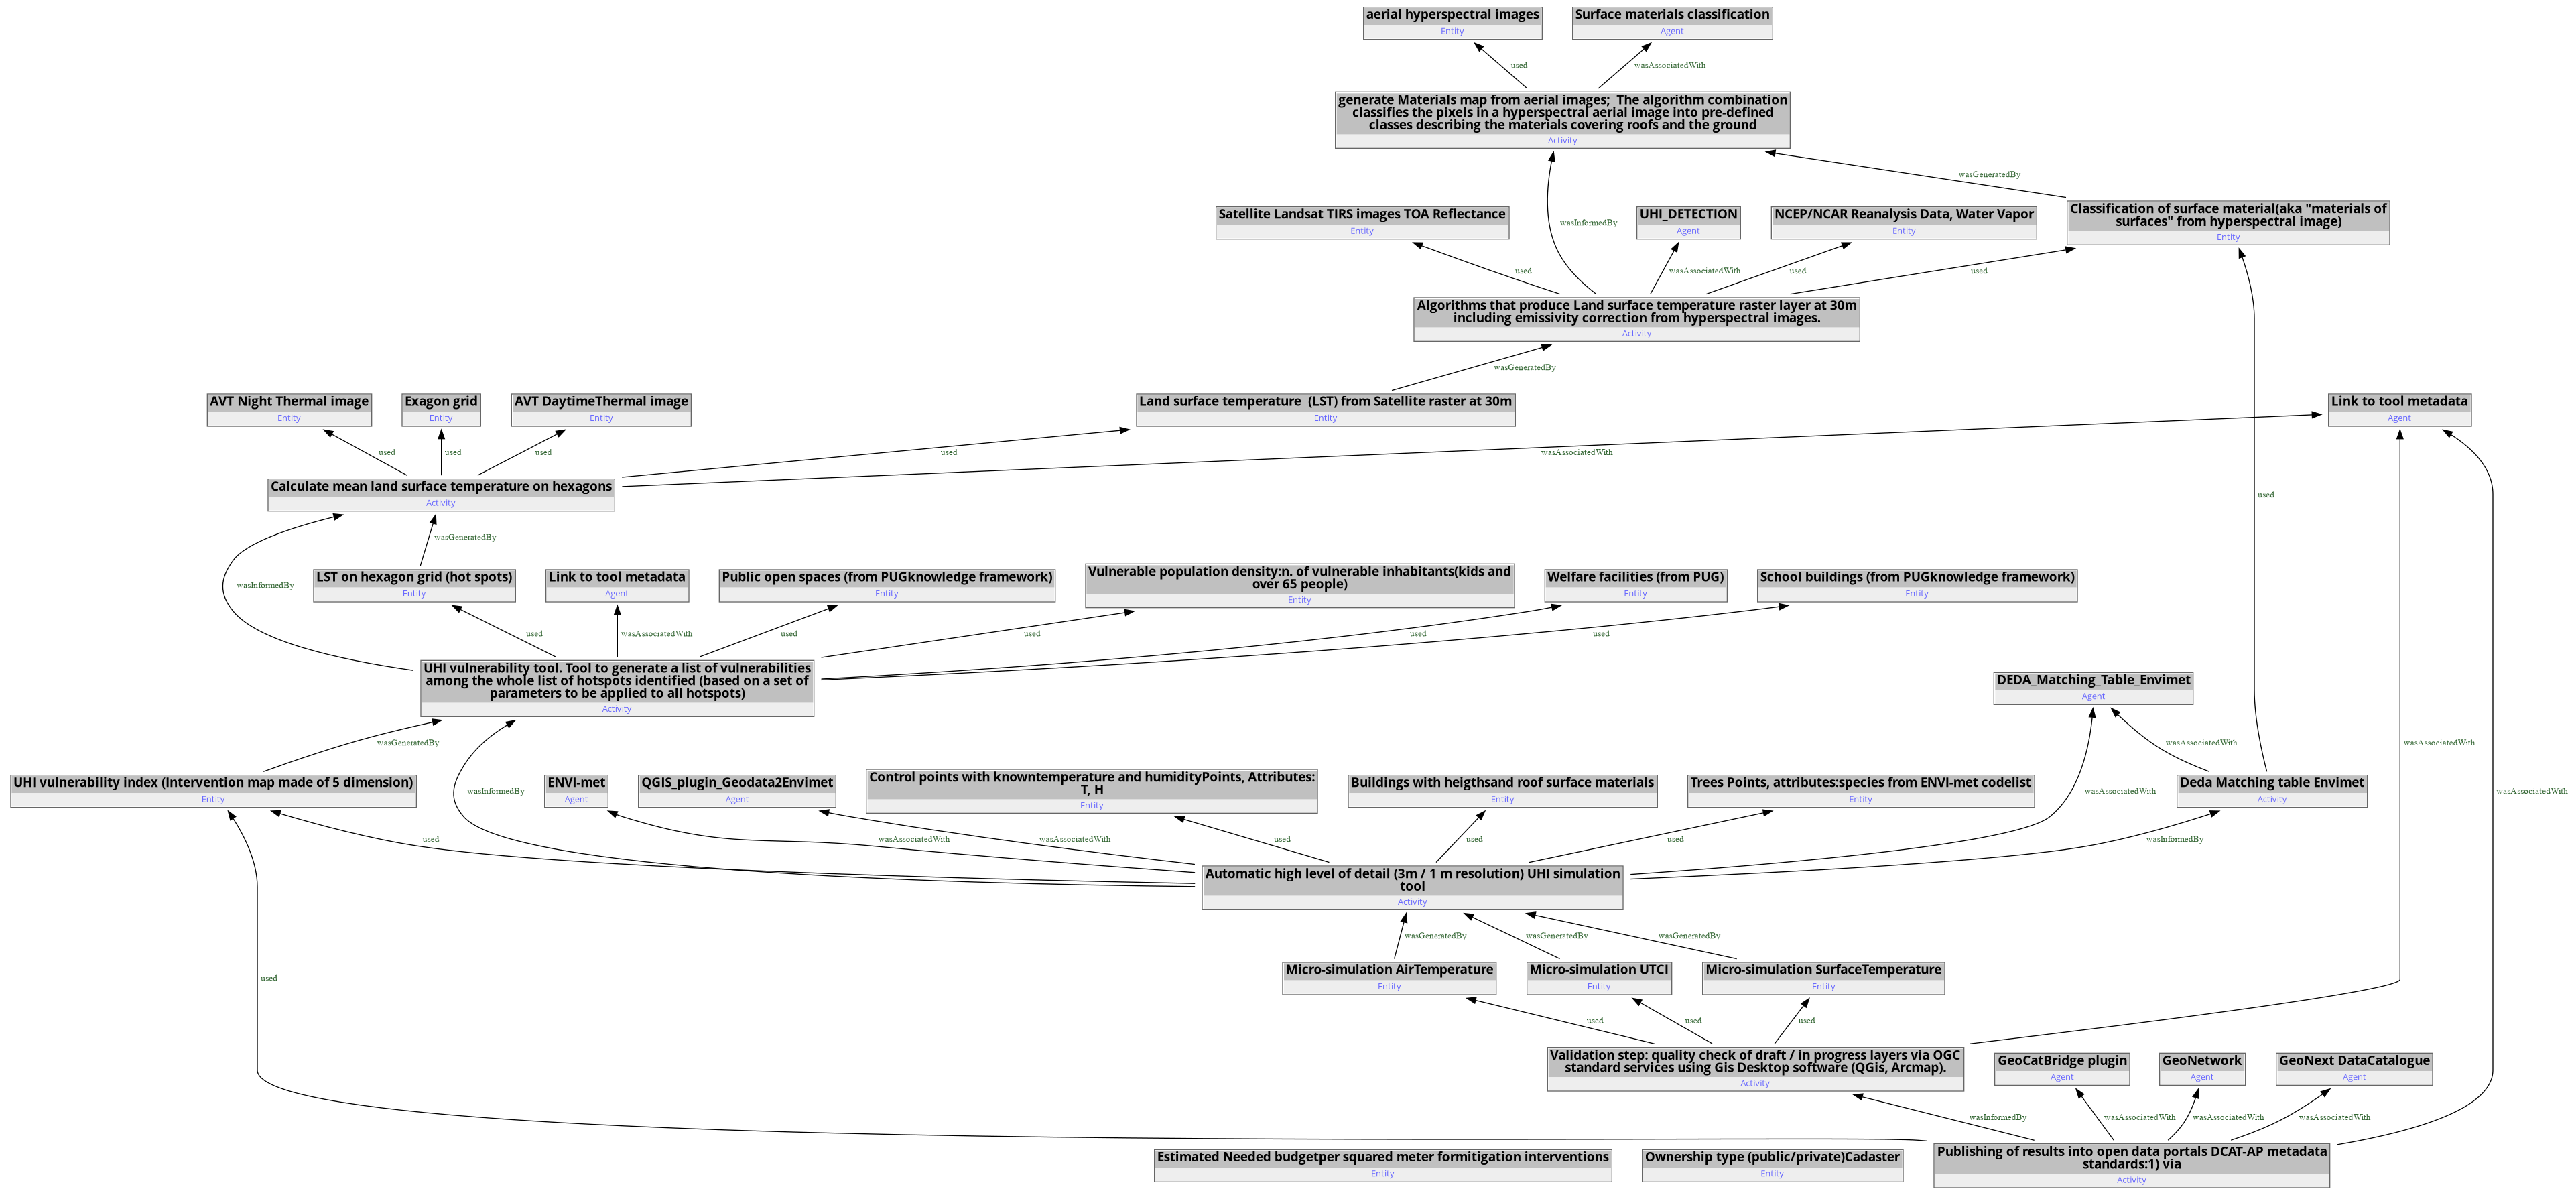 aerial hyperspectral images
Entity
Surface materials classification
Agent
used
wasAssociatedWith
generate Materials map from aerial images;  The algorithm combination
classifies the pixels in a hyperspectral aerial image into pre-defined
classes describing the materials covering roofs and the ground
Activity
wasGeneratedBy
Satellite Landsat TIRS images TOA Reflectance
Entity
wasInformedBy
UHI_DETECTION
Agent
NCEP/NCAR Reanalysis Data, Water Vapor
Entity
Classification of surface material(aka "materials of
surfaces" from hyperspectral image)
Entity
used
wasAssociatedWith
used
used
Algorithms that produce Land surface temperature raster layer at 30m
including emissivity correction from hyperspectral images.
Activity
wasGeneratedBy
AVT Night Thermal image
Entity
Exagon grid
Entity
AVT DaytimeThermal image
Entity
Land surface temperature  (LST) from Satellite raster at 30m
Entity
Link to tool metadata
Agent
used
used
used
used
wasAssociatedWith
Calculate mean land surface temperature on hexagons
Activity
used
wasGeneratedBy
wasInformedBy
LST on hexagon grid (hot spots)
Entity
Link to tool metadata
Agent
Public open spaces (from PUGknowledge framework)
Entity
Vulnerable population density:n. of vulnerable inhabitants(kids and
over 65 people)
Entity
Welfare facilities (from PUG)
Entity
School buildings (from PUGknowledge framework)
Entity
used
wasAssociatedWith
used
used
used
used
UHI vulnerability tool. Tool to generate a list of vulnerabilities
among the whole list of hotspots identified (based on a set of
parameters to be applied to all hotspots)
Activity
DEDA_Matching_Table_Envimet
Agent
wasGeneratedBy
wasAssociatedWith
wasAssociatedWith
UHI vulnerability index (Intervention map made of 5 dimension)
Entity
wasInformedBy
ENVI-met
Agent
QGIS_plugin_Geodata2Envimet
Agent
Control points with knowntemperature and humidityPoints, Attributes:
T, H
Entity
Buildings with heigthsand roof surface materials
Entity
Trees Points, attributes:species from ENVI-met codelist
Entity
wasAssociatedWith
Deda Matching table Envimet
Activity
wasAssociatedWith
used
wasAssociatedWith
wasAssociatedWith
used
used
used
wasInformedBy
Automatic high level of detail (3m / 1 m resolution) UHI simulation
tool
Activity
wasGeneratedBy
wasGeneratedBy
wasGeneratedBy
used
Micro-simulation AirTemperature
Entity
Micro-simulation UTCI
Entity
Micro-simulation SurfaceTemperature
Entity
used
used
used
Validation step: quality check of draft / in progress layers via OGC
standard services using Gis Desktop software (QGis, Arcmap).
Activity
GeoCatBridge plugin
Agent
GeoNetwork
Agent
GeoNext DataCatalogue
Agent
wasInformedBy
wasAssociatedWith
wasAssociatedWith
wasAssociatedWith
Estimated Needed budgetper squared meter formitigation interventions
Entity
Ownership type (public/private)Cadaster
Entity
Publishing of results into open data portals DCAT-AP metadata
standards:1) via
Activity